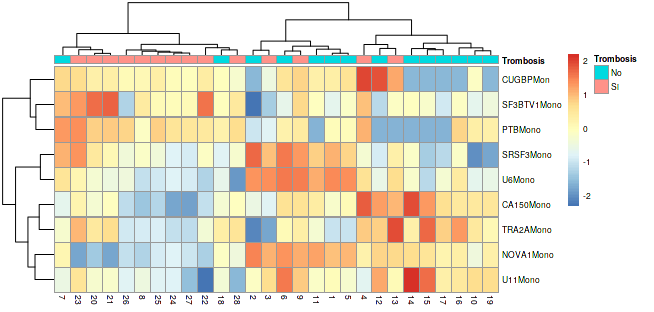 Trombosis
CUGBPMon
SF3BTV1Mono
PTBMono
SRSF3Mono
U6Mono
CA150Mono
TRA2AMono
NOVA1Mono
U11Mono
7 23 20 21 26 8 25 24 27 22 18 28 2 3 6 9 11 1 5 4 12 13 14 15 17 16 10 19
2
1
0
-1
-2
Trombosis
No
SI